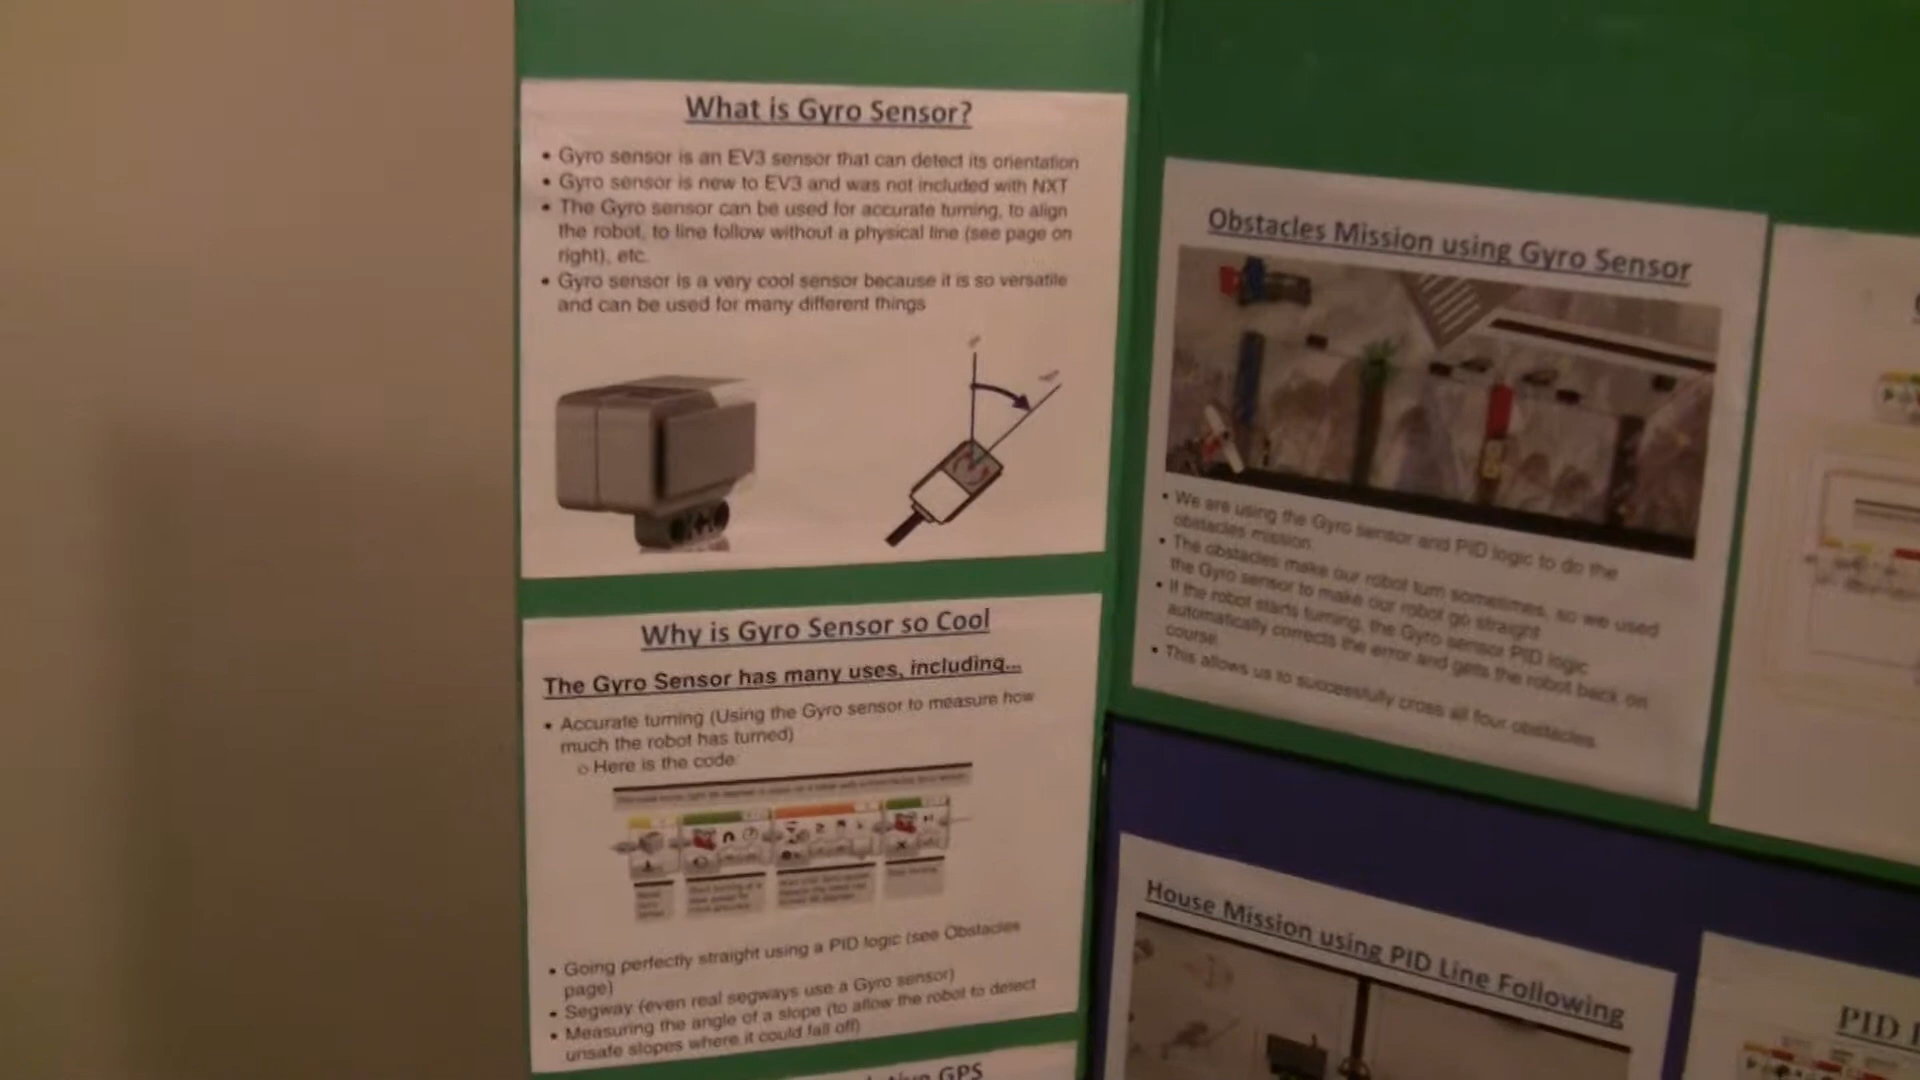 What is Gyro Sensor?
• Gyro sensor is an EV3 sensor that can detect its orientation
• Gyro sensor is new to EV3 and was not included with NXT
• The Gyro sensor can be used for accurate turning, to align
the robot, to line follow without a physical line (see page on
right), etc.
• Gyro sensor is a very cool sensor because it is so versatile
and can be used for many different things
Why is Gyro Sensor so Cool
The Gyro Sensor has many uses, including...
• Accurate turning (Using the Gyro sensor to measure how
much the robot has turned)
o Here is the code:
• Going perfectly straight using a PID logic (see Obstacles
page)
• Segway (even real segways use a Gyro sensor)
• Measuring the angle of a slope (to allow the robot to detect
unsafe slopes where it could fall off)
GPS
Obstacles Mission using Gyro Sensor
• We are using the Gyro sensor and PID logic to do the
obstacles mission.
• The obstacles make our robot turn sometimes, so we used
the Gyro sensor to make our robot go straight
• If the robot starts turning, the Gyro sensor PID logic
automatically corrects the error and gets the robot back on
course.
• This allows us to successfully cross all four obstacles.
House Mission using PID Line Following
PID